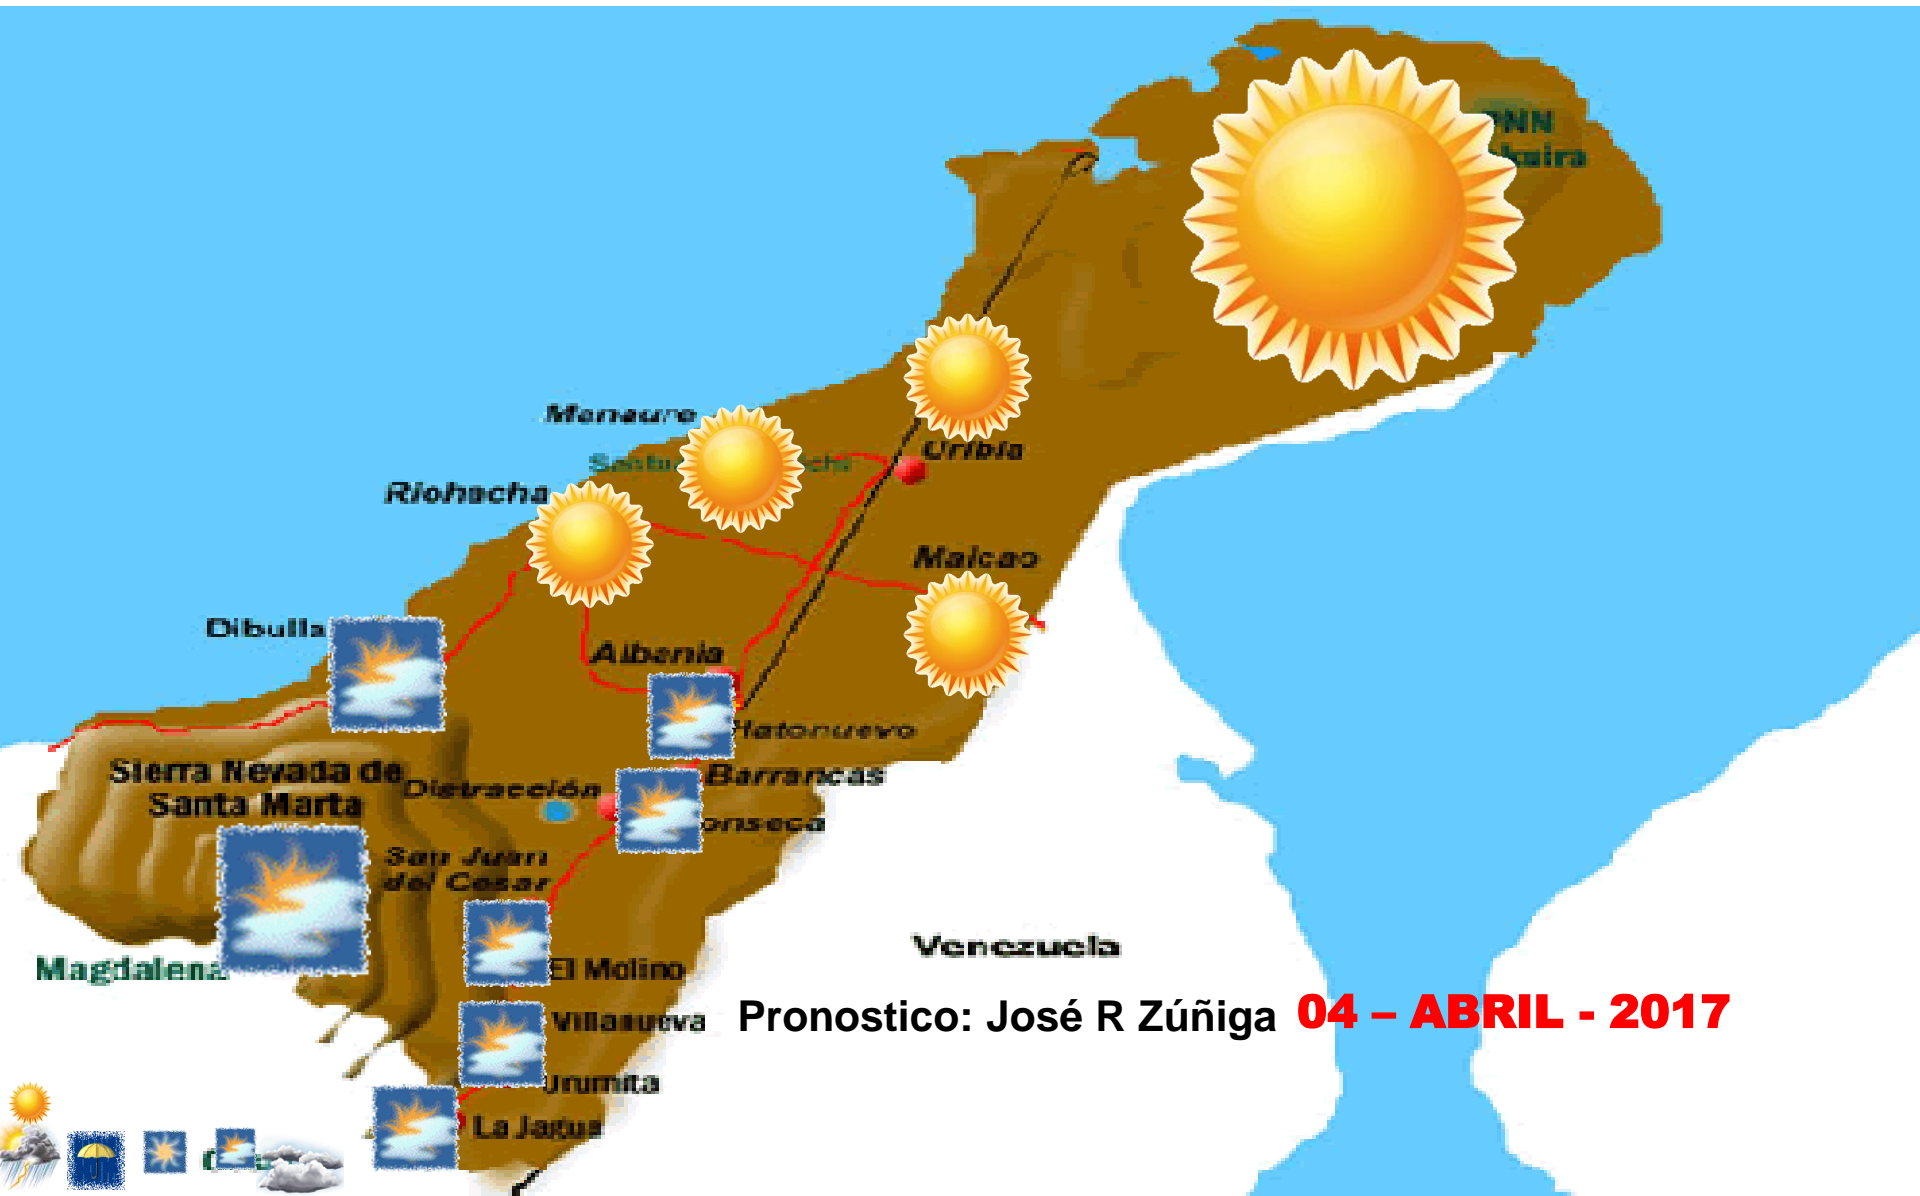 PNN
Manaure
Uribia
Riohacha
Maicao
Dibulla
Albania
Hatonuevo
Sierra Nevada de
Santa Marta
Distracción
Barrancas
San Juan
del Cesar
Magdalena
El Molino
Venezuela
Villanueva
Pronostico: José R Zúñiga 04 – ABRIL - 2017
Urumita
La Jagua